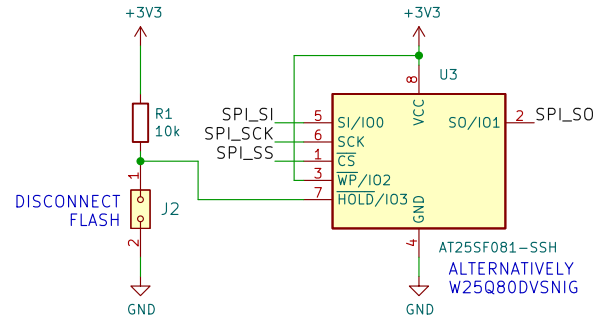 +3V3
+3V3
U3
8
VCC
R1
10k
SPI_SI 5 SI/IO0
SO/IO1 2 SPI_SO
SPI_SCK 6 SCK
SPI_SS 1 CS
3 WP/IO2
7 HOLD/IO3
1
DISCONNECT
FLASH
J2
2
GND
4
AT25SF081-SSH
ALTERNATIVELY
W25Q80DVSNIG
GND
GND